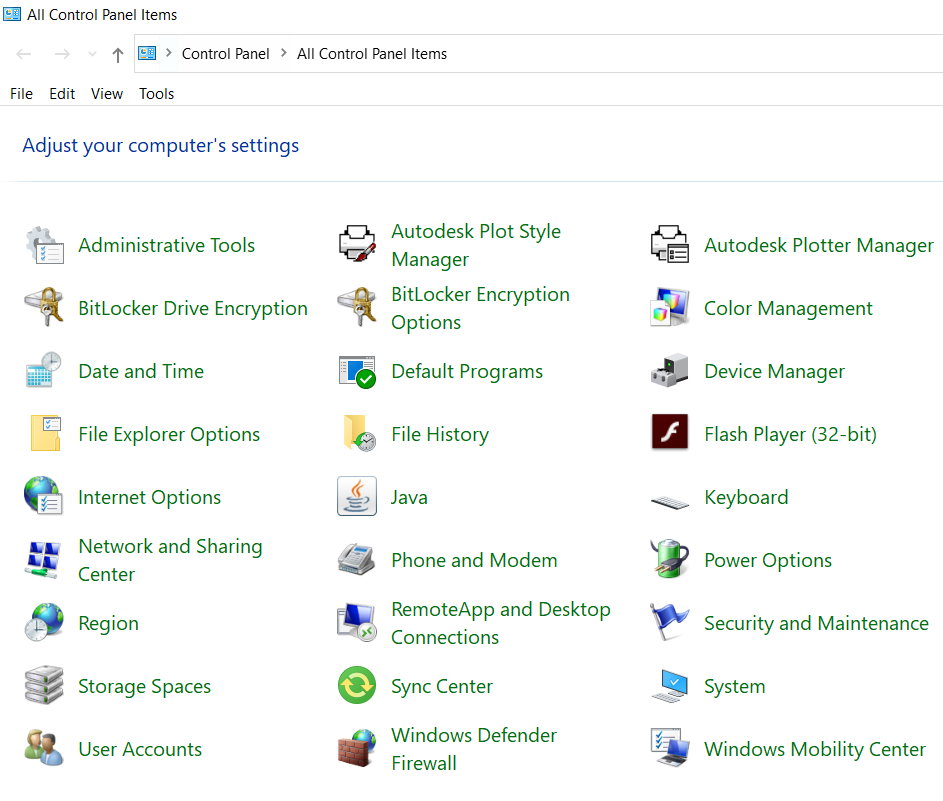 All Control Panel Items
Control Panel > All Control Panel Items
File Edit View Tools
Adjust your computer's settings
Administrative Tools
Autodesk Plot Style
Manager
Autodesk Plotter Manager
BitLocker Drive Encryption
BitLocker Encryption
Options
Color Management
Date and Time
Default Programs
Device Manager
File Explorer Options
File History
Flash Player (32-bit)
Internet Options
Java
Keyboard
Network and Sharing
Center
Phone and Modem
Power Options
Region
RemoteApp and Desktop
Connections
Security and Maintenance
Storage Spaces
Sync Center
System
User Accounts
Windows Defender
Firewall
Windows Mobility Center